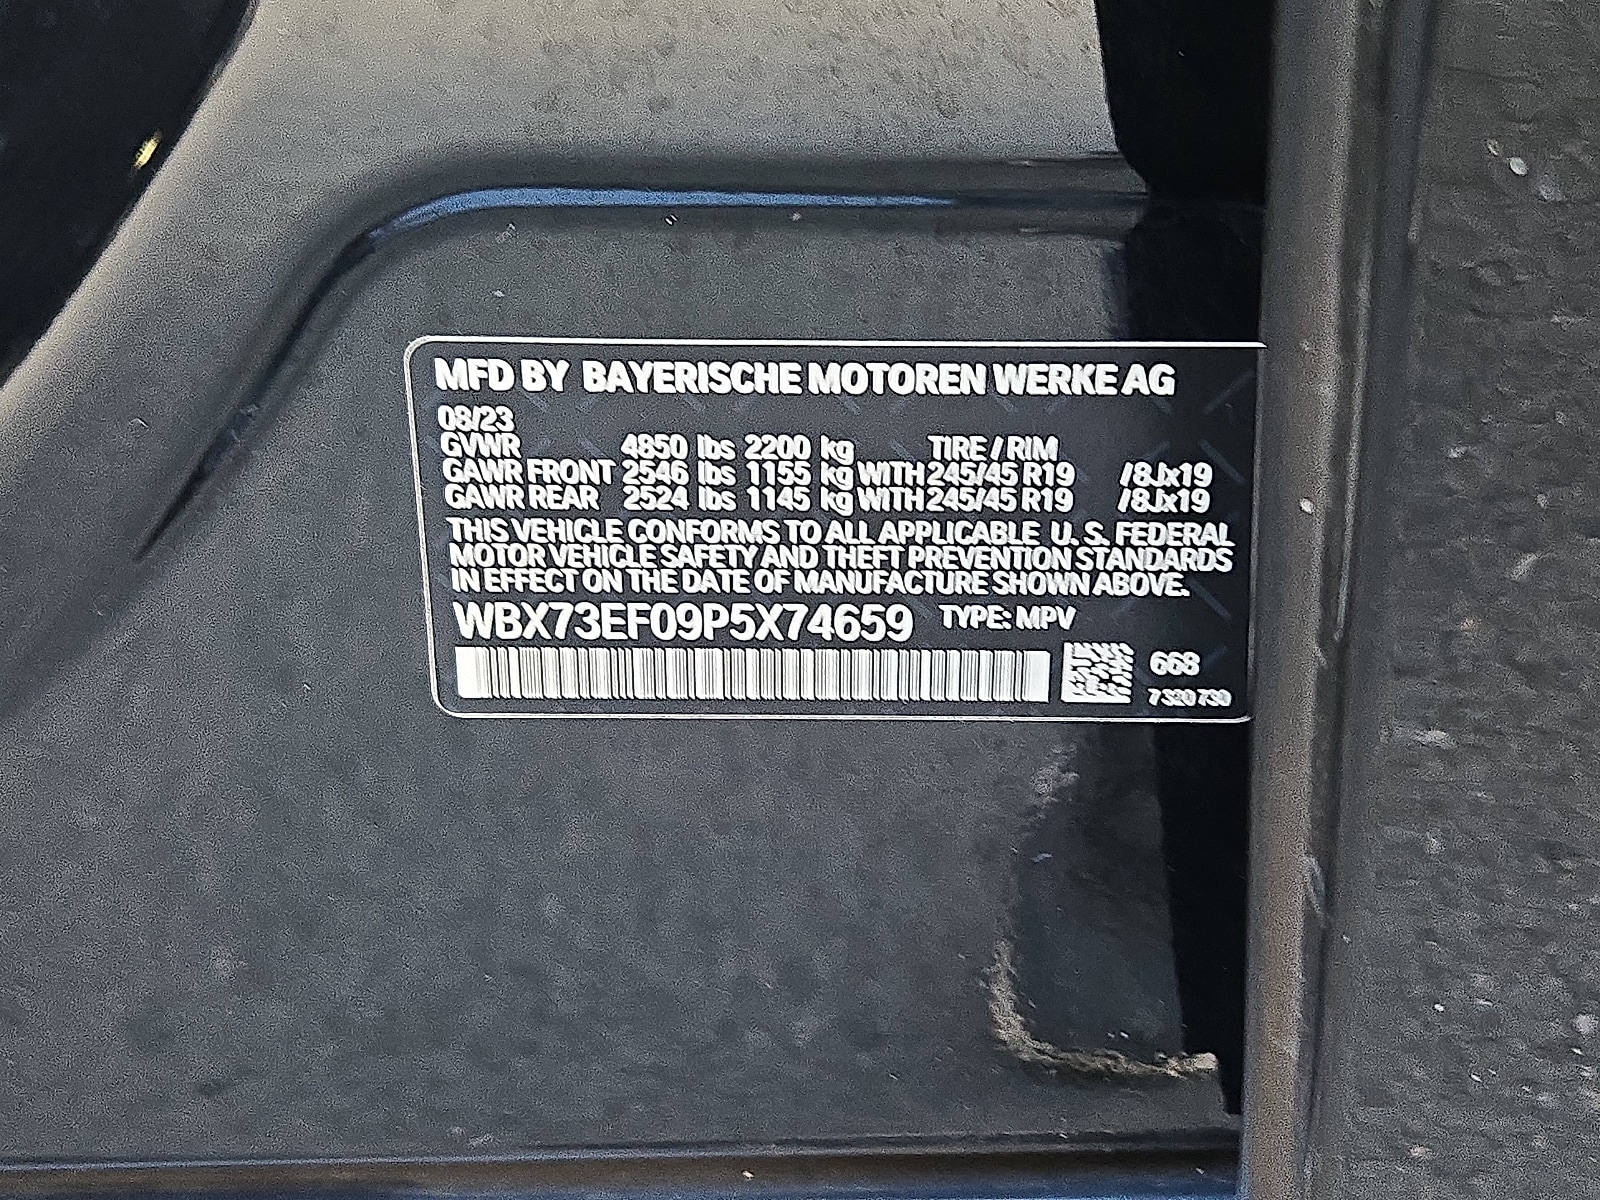 MFD BY BAYERISCHE MOTOREN WERKE AG
08/23
GVWR 4850 lbs 2200 kg TIRE / RIM
GAWR FRONT 2546 lbs 1155 kg WITH 245/45 R19 /8Jx19
GAWR REAR 2524 lbs 1145 kg WITH 245/45 R19 /8Jx19
THIS VEHICLE CONFORMS TO ALL APPLICABLE U. S. FEDERAL
MOTOR VEHICLE SAFETY AND THEFT PREVENTION STANDARDS
IN EFFECT ON THE DATE OF MANUFACTURE SHOWN ABOVE.
WBX73EF09P5X74659 TYPE: MPV
668
7320730